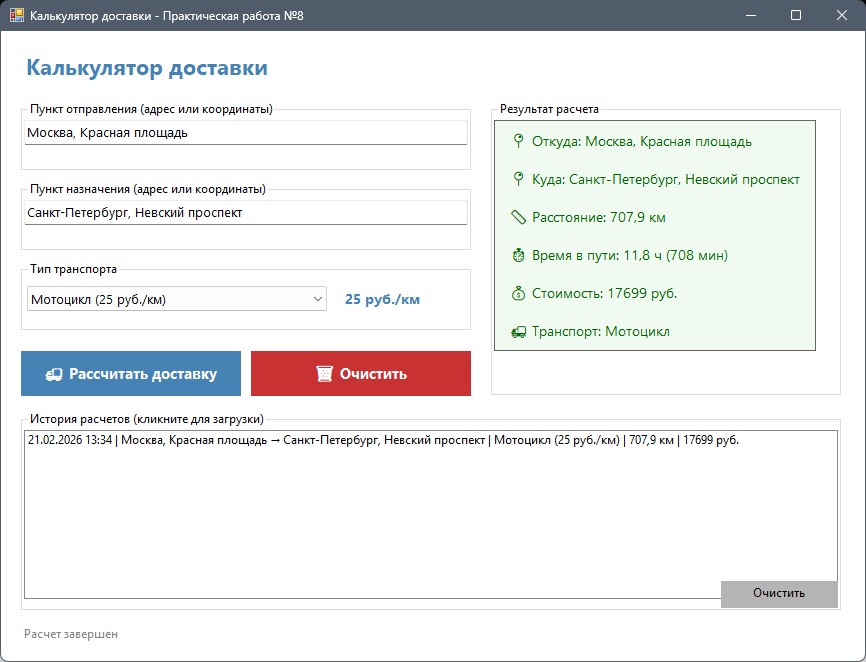 Калькулятор доставки - Практическая работа №8
Калькулятор доставки
Пункт отправления (адрес или координаты)
Москва, Красная площадь
Пункт назначения (адрес или координаты)
Санкт-Петербург, Невский проспект
Тип транспорта
Мотоцикл (25 руб./км)
25 руб./км
Рассчитать доставку
Очистить
Результат расчета
Откуда: Москва, Красная площадь
Куда: Санкт-Петербург, Невский проспект
Расстояние: 707,9 км
Время в пути: 11,8 ч (708 мин)
Стоимость: 17699 руб.
Транспорт: Мотоцикл
История расчетов (кликните для загрузки)
21.02.2026 13:34 | Москва, Красная площадь → Санкт-Петербург, Невский проспект | Мотоцикл (25 руб./км) | 707,9 км | 17699 руб.
Очистить
Расчет завершен